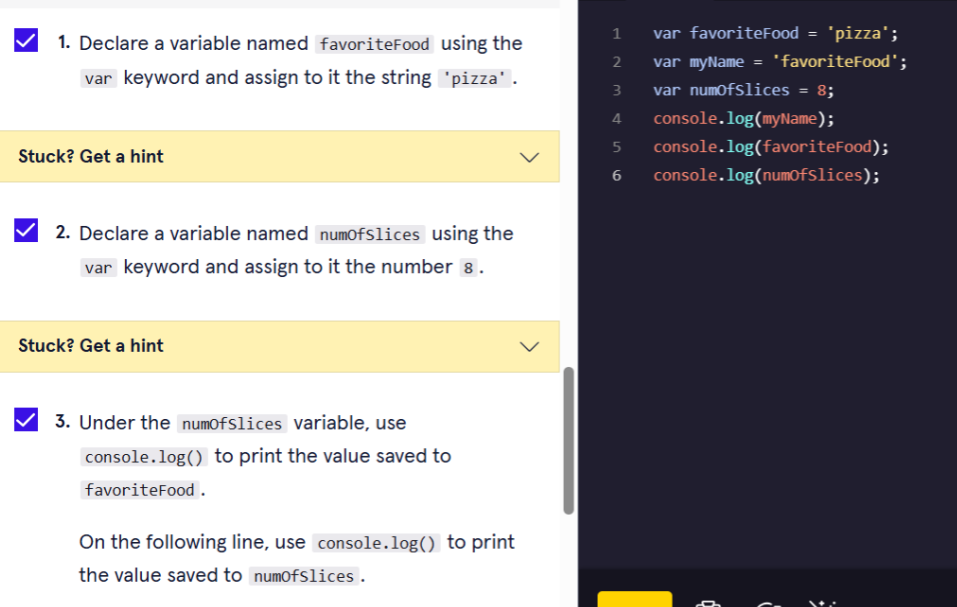 1. Declare a variable named favoriteFood using the
var keyword and assign to it the string 'pizza'.
Stuck? Get a hint
2. Declare a variable named numOfSlices using the
var keyword and assign to it the number 8.
Stuck? Get a hint
3. Under the numOfSlices variable, use
console.log() to print the value saved to
favoriteFood.
On the following line, use console.log() to print
the value saved to numOfSlices.
1 var favoriteFood = 'pizza';
2 var myName = 'favoriteFood';
3 var numOfSlices = 8;
4 console.log(myName);
5 console.log(favoriteFood);
6 console.log(numOfSlices);